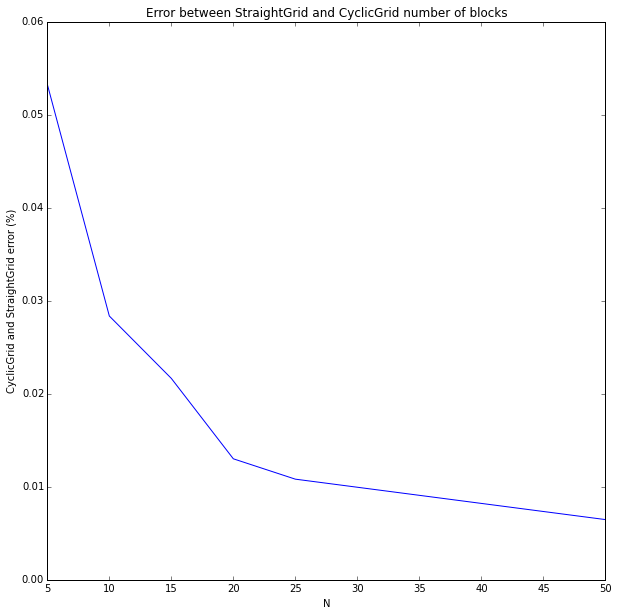 Error between StraightGrid and CyclicGrid number of blocks
0.06
0.05
0.04
0.03
0.02
0.01
0.00
CyclicGrid and StraightGrid error (%)
5 10 15 20 25 30 35 40 45 50
N